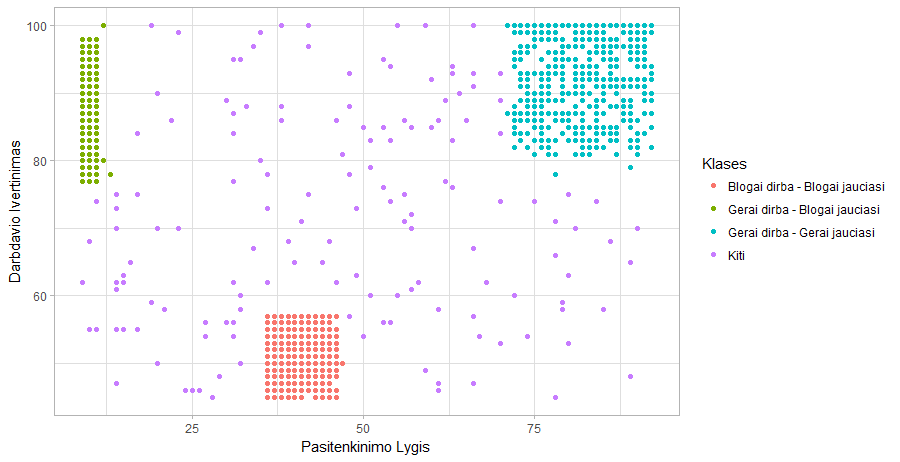 100
80
60
Darbdavio Ivertinimas
25
50
75
Pasitenkinimo Lygis
Klases
Blogai dirba - Blogai jauciasi
Gerai dirba - Blogai jauciasi
Gerai dirba - Gerai jauciasi
Kiti